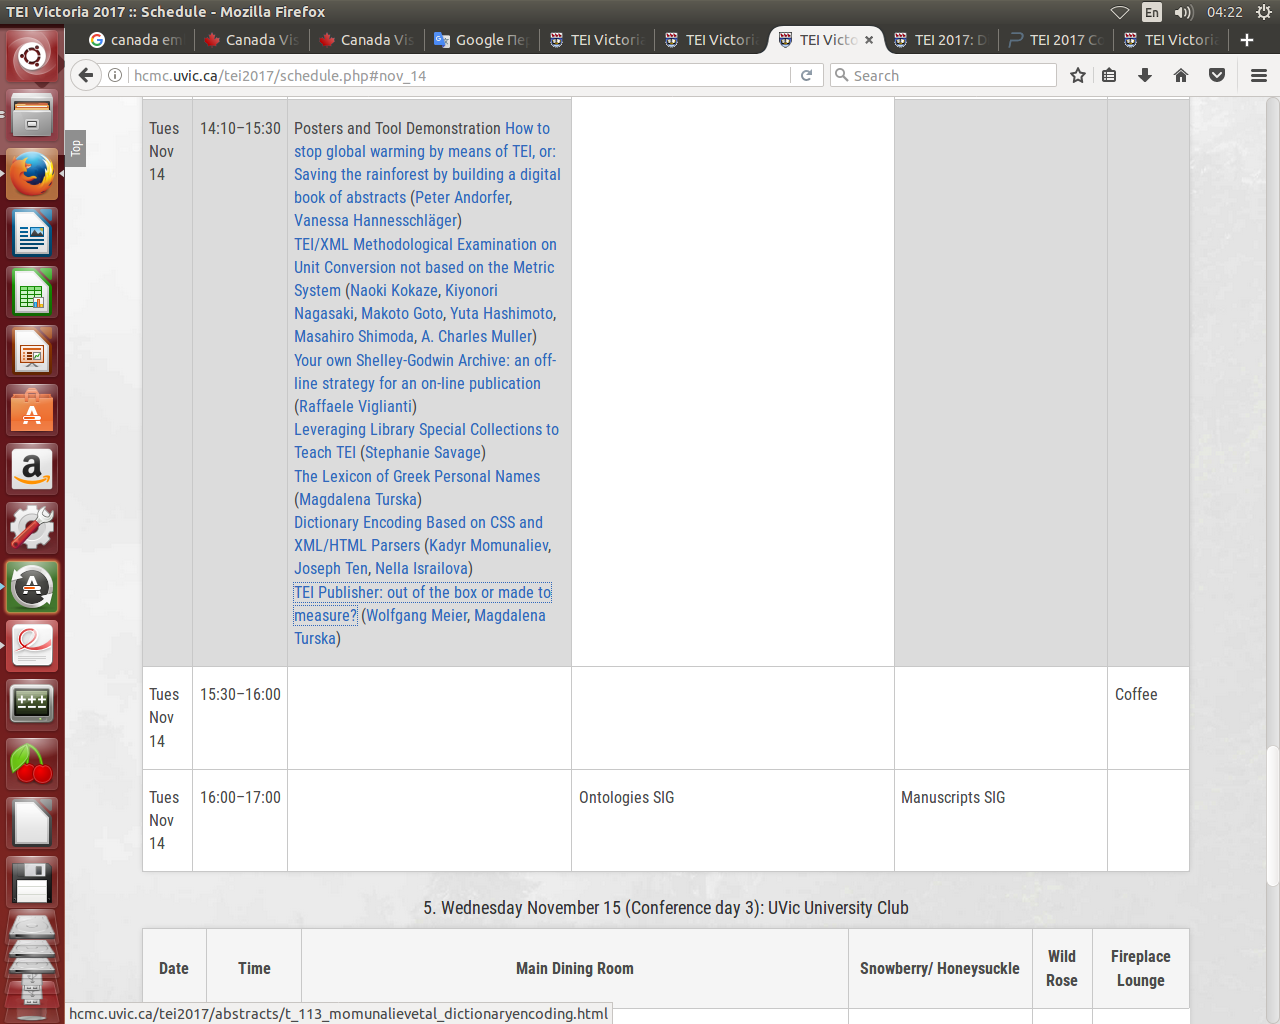 TEI Victoria 2017 :: Schedule - Mozilla Firefox
En
04:22
canada em
Canada Vis
Canada Vis
Google Пер
TEI Victoria
TEI Victoria
TEI Victo
TEI 2017: D
TEI 2017 Co
TEI Victoria
hcmc.uvic.ca/tei2017/schedule.php#nov_14
Search
Top
Tues Nov 14
14:10–15:30
Posters and Tool Demonstration How to
stop global warming by means of TEI, or:
Saving the rainforest by building a digital
book of abstracts (Peter Andorfer,
Vanessa Hannesschläger)
TEI/XML Methodological Examination on
Unit Conversion not based on the Metric
System (Naoki Kokaze, Kiyonori
Nagasaki, Makoto Goto, Yuta Hashimoto,
Masahiro Shimoda, A. Charles Muller)
Your own Shelley-Godwin Archive: an off-
line strategy for an on-line publication
(Raffaele Viglianti)
Leveraging Library Special Collections to
Teach TEI (Stephanie Savage)
The Lexicon of Greek Personal Names
(Magdalena Turska)
Dictionary Encoding Based on CSS and
XML/HTML Parsers (Kadyr Momunaliev,
Joseph Ten, Nella Israilova)
TEI Publisher: out of the box or made to
measure? (Wolfgang Meier, Magdalena
Turska)
Tues Nov 14
15:30–16:00
Coffee
Tues Nov 14
16:00–17:00
Ontologies SIG
Manuscripts SIG
5. Wednesday November 15 (Conference day 3): UVic University Club
Date
Time
Main Dining Room
Snowberry/ Honeysuckle
Wild Rose
Fireplace Lounge
hcmc.uvic.ca/tei2017/abstracts/t_113_momunalievetal_dictionaryencoding.html